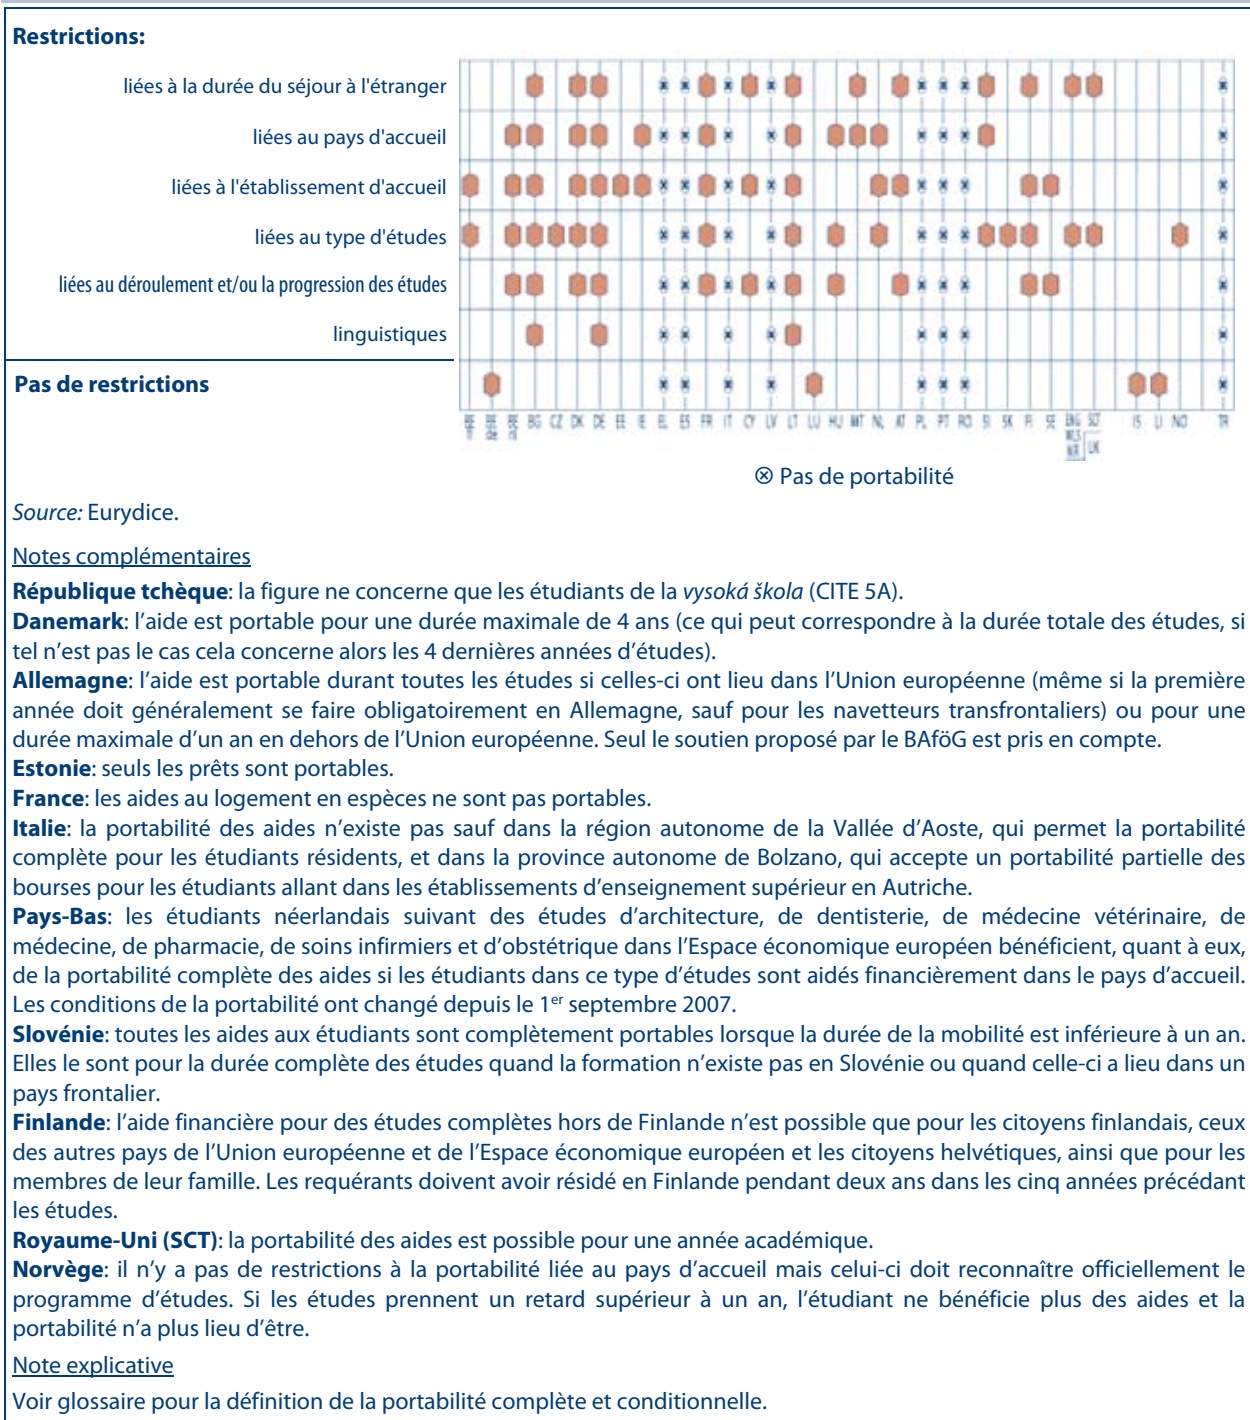 Restrictions:
liées à la durée du séjour à l'étranger
liées au pays d'accueil
liées à l'établissement d'accueil
liées au type d'études
liées au déroulement et/ou la progression des études
linguistiques
Pas de restrictions
BE fr BE de BE nl BG CZ DK DE EE IE EL ES FR IT CY LV LT LU HU MT NL AT PL PT RO SI SK FI SE ENG WLS NIR SCT UK IS LI NO TR
⊗ Pas de portabilité
Source: Eurydice.
Notes complémentaires
République tchèque: la figure ne concerne que les étudiants de la vysoká škola (CITE 5A).
Danemark: l'aide est portable pour une durée maximale de 4 ans (ce qui peut correspondre à la durée totale des études, si
tel n'est pas le cas cela concerne alors les 4 dernières années d'études).
Allemagne: l'aide est portable durant toutes les études si celles-ci ont lieu dans l'Union européenne (même si la première
année doit généralement se faire obligatoirement en Allemagne, sauf pour les navetteurs transfrontaliers) ou pour une
durée maximale d'un an en dehors de l'Union européenne. Seul le soutien proposé par le BAföG est pris en compte.
Estonie: seuls les prêts sont portables.
France: les aides au logement en espèces ne sont pas portables.
Italie: la portabilité des aides n'existe pas sauf dans la région autonome de la Vallée d'Aoste, qui permet la portabilité
complète pour les étudiants résidents, et dans la province autonome de Bolzano, qui accepte un portabilité partielle des
bourses pour les étudiants allant dans les établissements d'enseignement supérieur en Autriche.
Pays-Bas: les étudiants néerlandais suivant des études d'architecture, de dentisterie, de médecine vétérinaire, de
médecine, de pharmacie, de soins infirmiers et d'obstétrique dans l'Espace économique européen bénéficient, quant à eux,
de la portabilité complète des aides si les étudiants dans ce type d'études sont aidés financièrement dans le pays d'accueil.
Les conditions de la portabilité ont changé depuis le 1er septembre 2007.
Slovénie: toutes les aides aux étudiants sont complètement portables lorsque la durée de la mobilité est inférieure à un an.
Elles le sont pour la durée complète des études quand la formation n'existe pas en Slovénie ou quand celle-ci a lieu dans un
pays frontalier.
Finlande: l'aide financière pour des études complètes hors de Finlande n'est possible que pour les citoyens finlandais, ceux
des autres pays de l'Union européenne et de l'Espace économique européen et les citoyens helvétiques, ainsi que pour les
membres de leur famille. Les requérants doivent avoir résidé en Finlande pendant deux ans dans les cinq années précédant
les études.
Royaume-Uni (SCT): la portabilité des aides est possible pour une année académique.
Norvège: il n'y a pas de restrictions à la portabilité liée au pays d'accueil mais celui-ci doit reconnaître officiellement le
programme d'études. Si les études prennent un retard supérieur à un an, l'étudiant ne bénéficie plus des aides et la
portabilité n'a plus lieu d'être.
Note explicative
Voir glossaire pour la définition de la portabilité complète et conditionnelle.